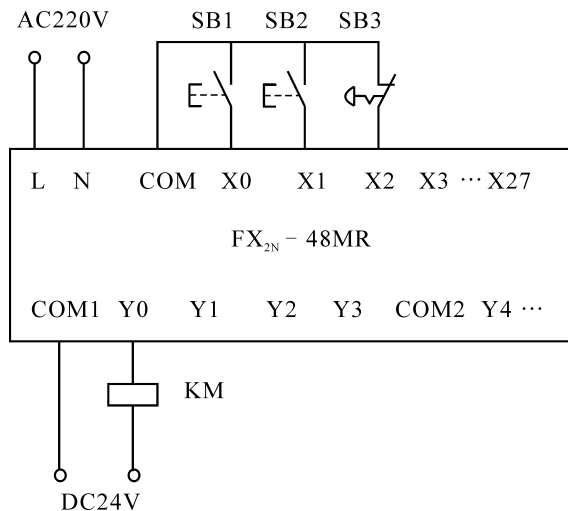 AC220V SB1 SB2 SB3
L N COM X0 X1 X2 X3 ··· X27
FX2N - 48MR
COM1 Y0 Y1 Y2 Y3 COM2 Y4 ···
KM
DC24V